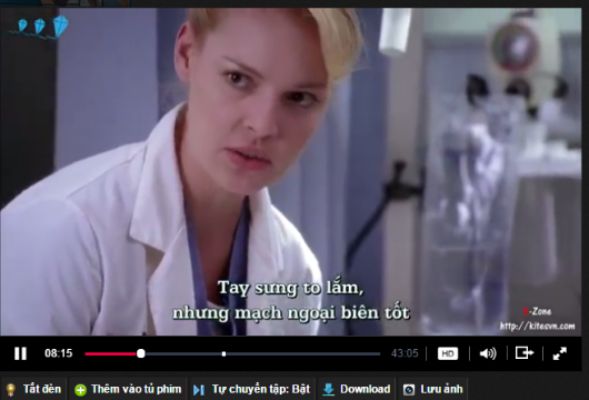 Tay sưng to lắm,
nhưng mạch ngoại biên tốt
K-Zone
http://kitesvn.com
08:15 43:05 HD
Tắt đèn Thêm vào tủ phim Tự chuyển tập: Bật Download Lưu ảnh